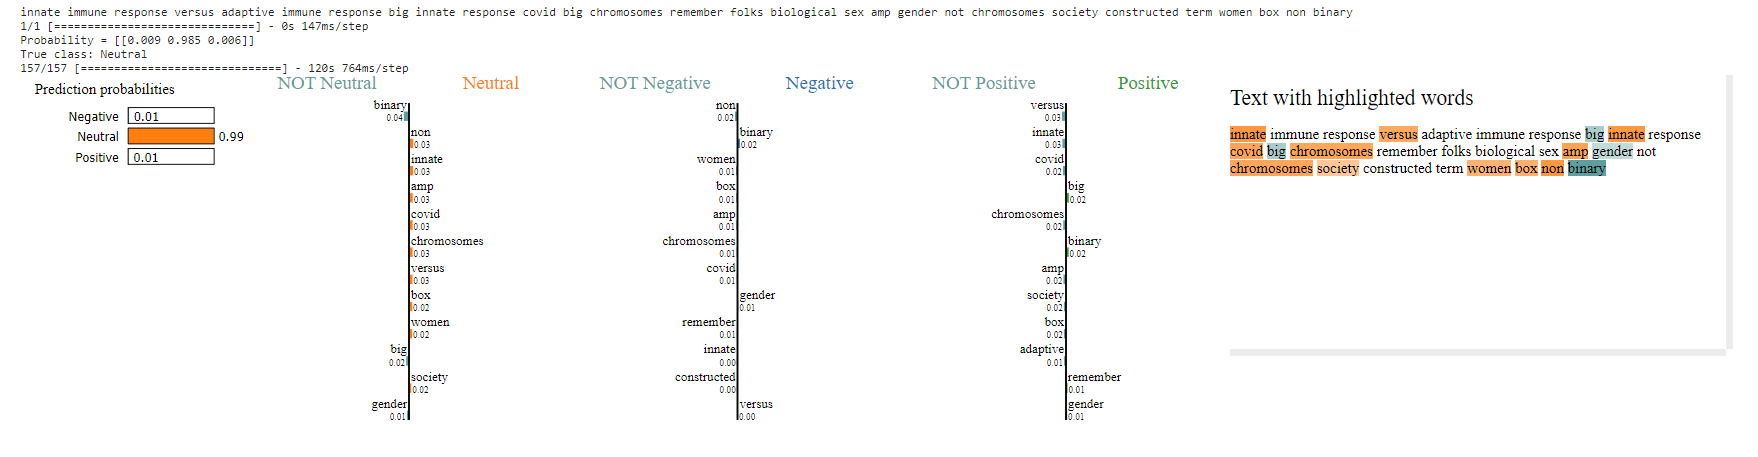 innate immune response versus adaptive immune response big innate response covid big chromosomes remember folks biological sex amp gender not chromosomes society constructed term women box non binary
1/1 [==============================] - 0s 147ms/step
Probability = [[0.009 0.985 0.006]]
True class: Neutral
157/157 [==============================] - 120s 764ms/step
Prediction probabilities
Negative 0.01
Neutral 0.99
Positive 0.01
NOT Neutral Neutral
binary
0.04
non
0.03
innate
0.03
amp
0.03
covid
0.03
chromosomes
0.03
versus
0.03
box
0.02
women
0.02
big
0.02
society
0.02
gender
0.01
NOT Negative Negative
non
0.02
binary
0.02
women
0.01
box
0.01
amp
0.01
chromosomes
0.01
covid
0.01
gender
0.01
remember
0.01
innate
0.00
constructed
0.00
versus
0.00
NOT Positive Positive
versus
0.03
innate
0.03
covid
0.02
big
0.02
chromosomes
0.02
binary
0.02
amp
0.02
society
0.02
box
0.02
adaptive
0.01
remember
0.01
gender
0.01
Text with highlighted words
innate immune response versus adaptive immune response big innate response
covid big chromosomes remember folks biological sex amp gender not
chromosomes society constructed term women box non binary